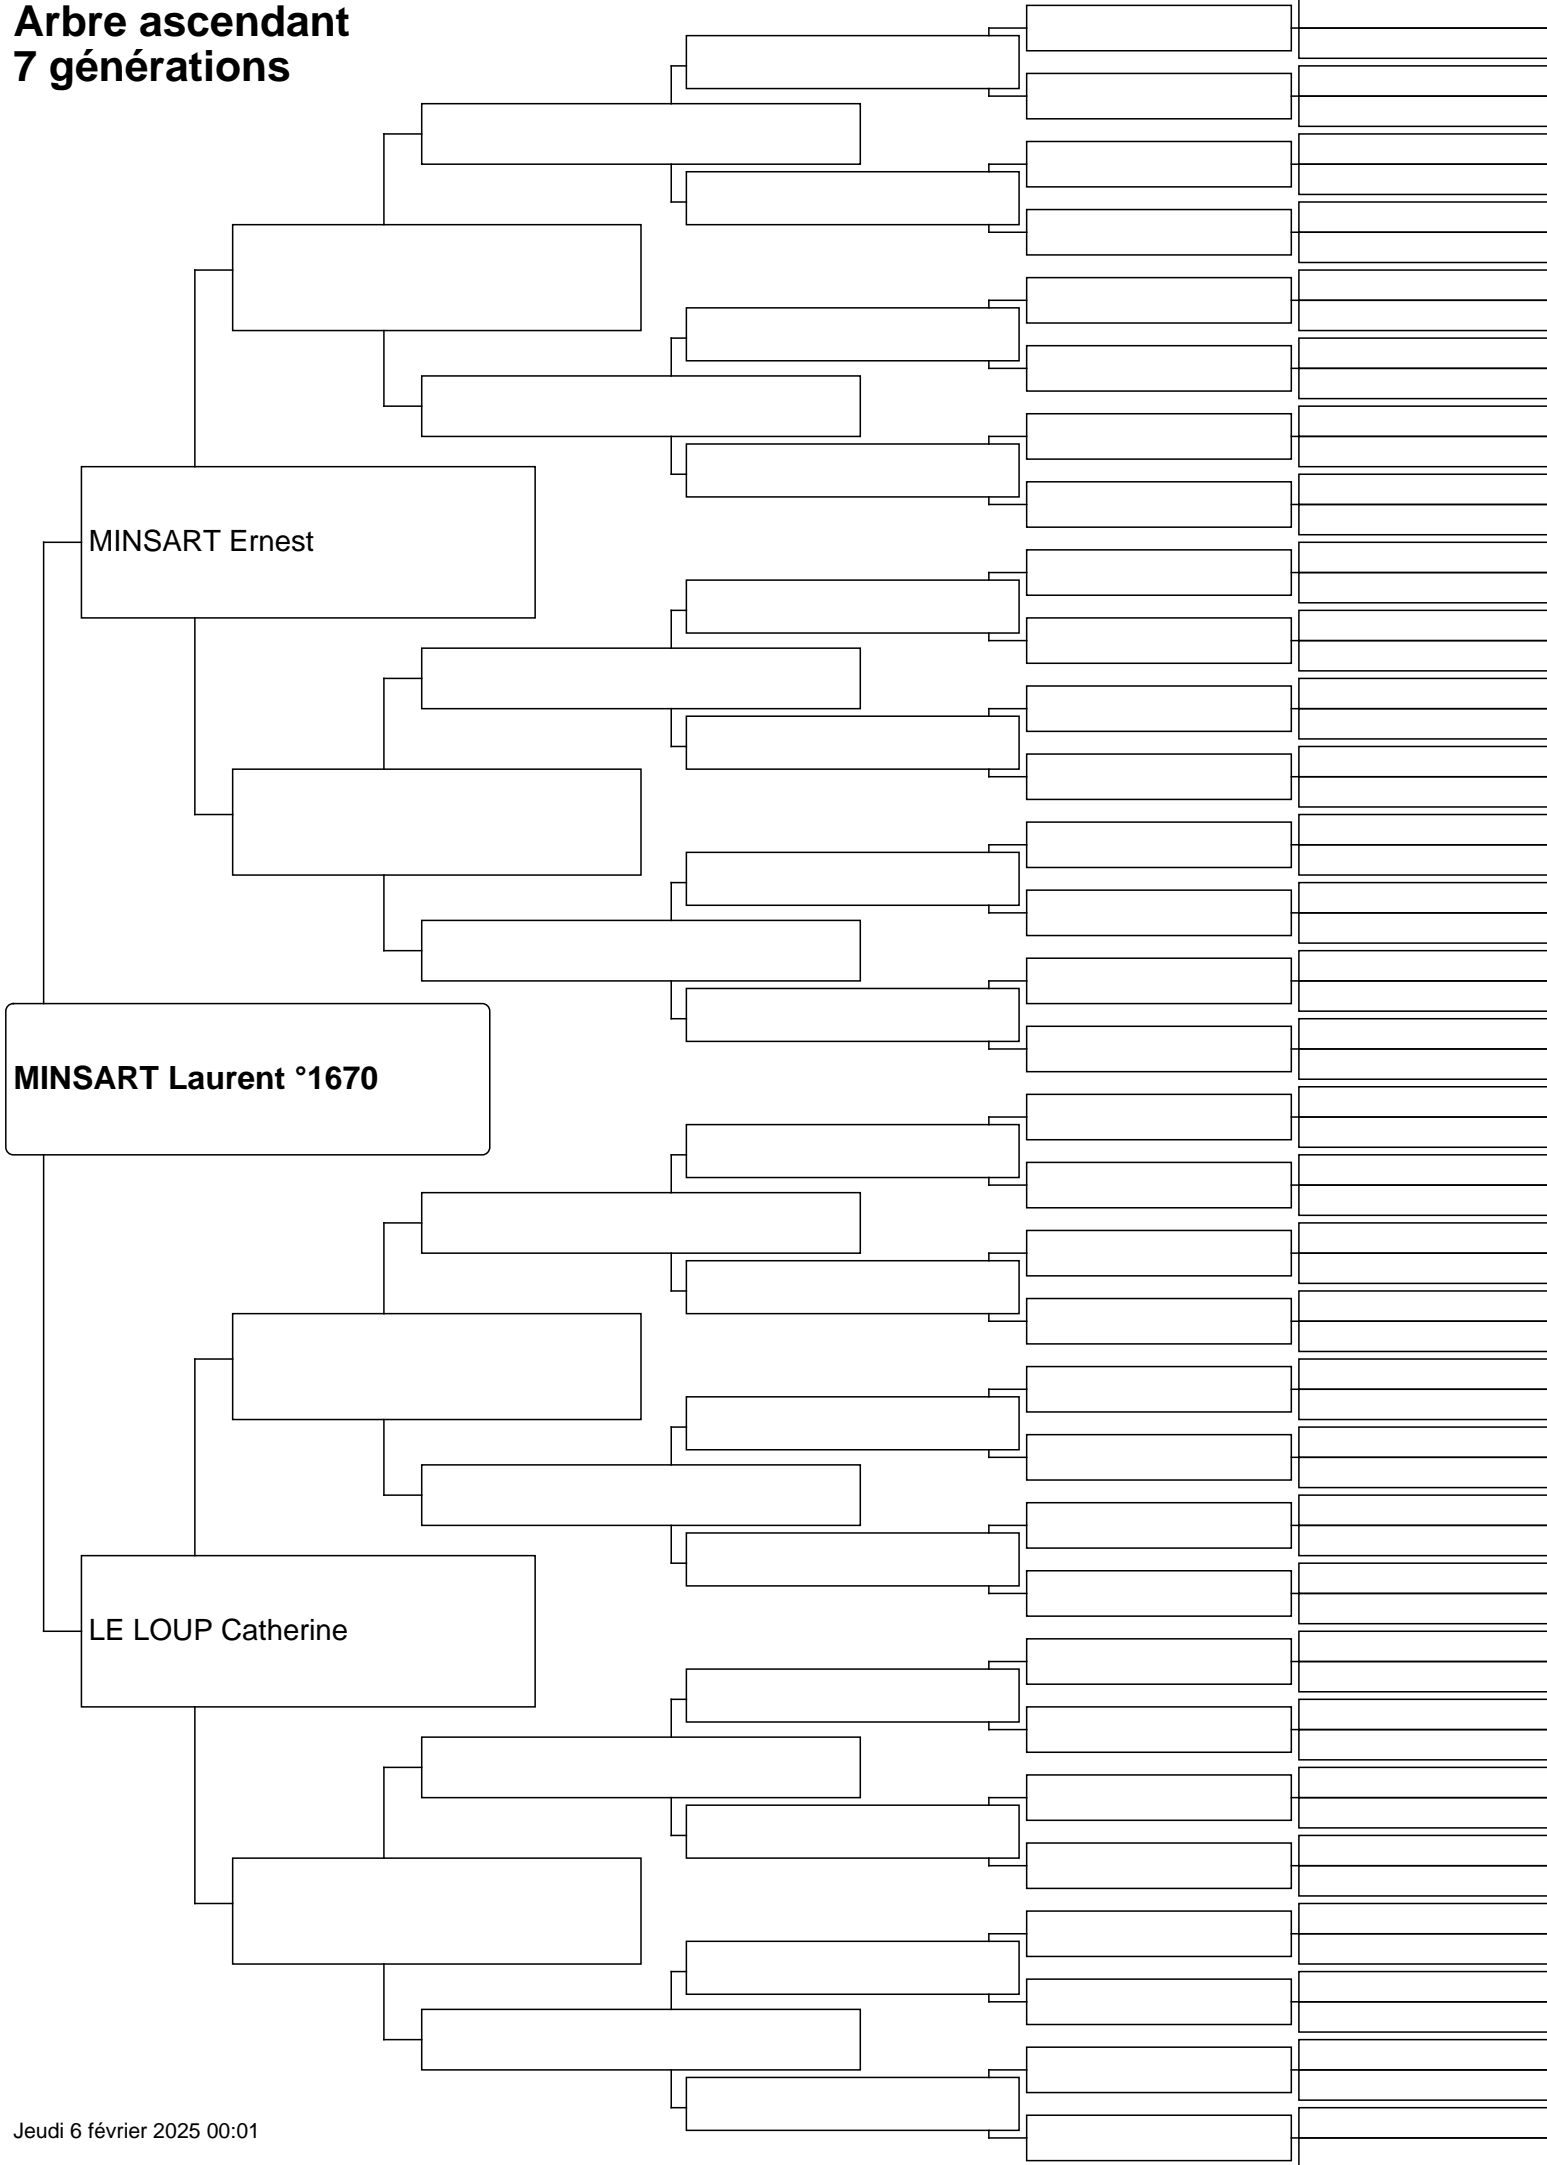 Arbre ascendant
7 générations
MINSART Ernest
MINSART Laurent °1670
LE LOUP Catherine
Jeudi 6 février 2025 00:01